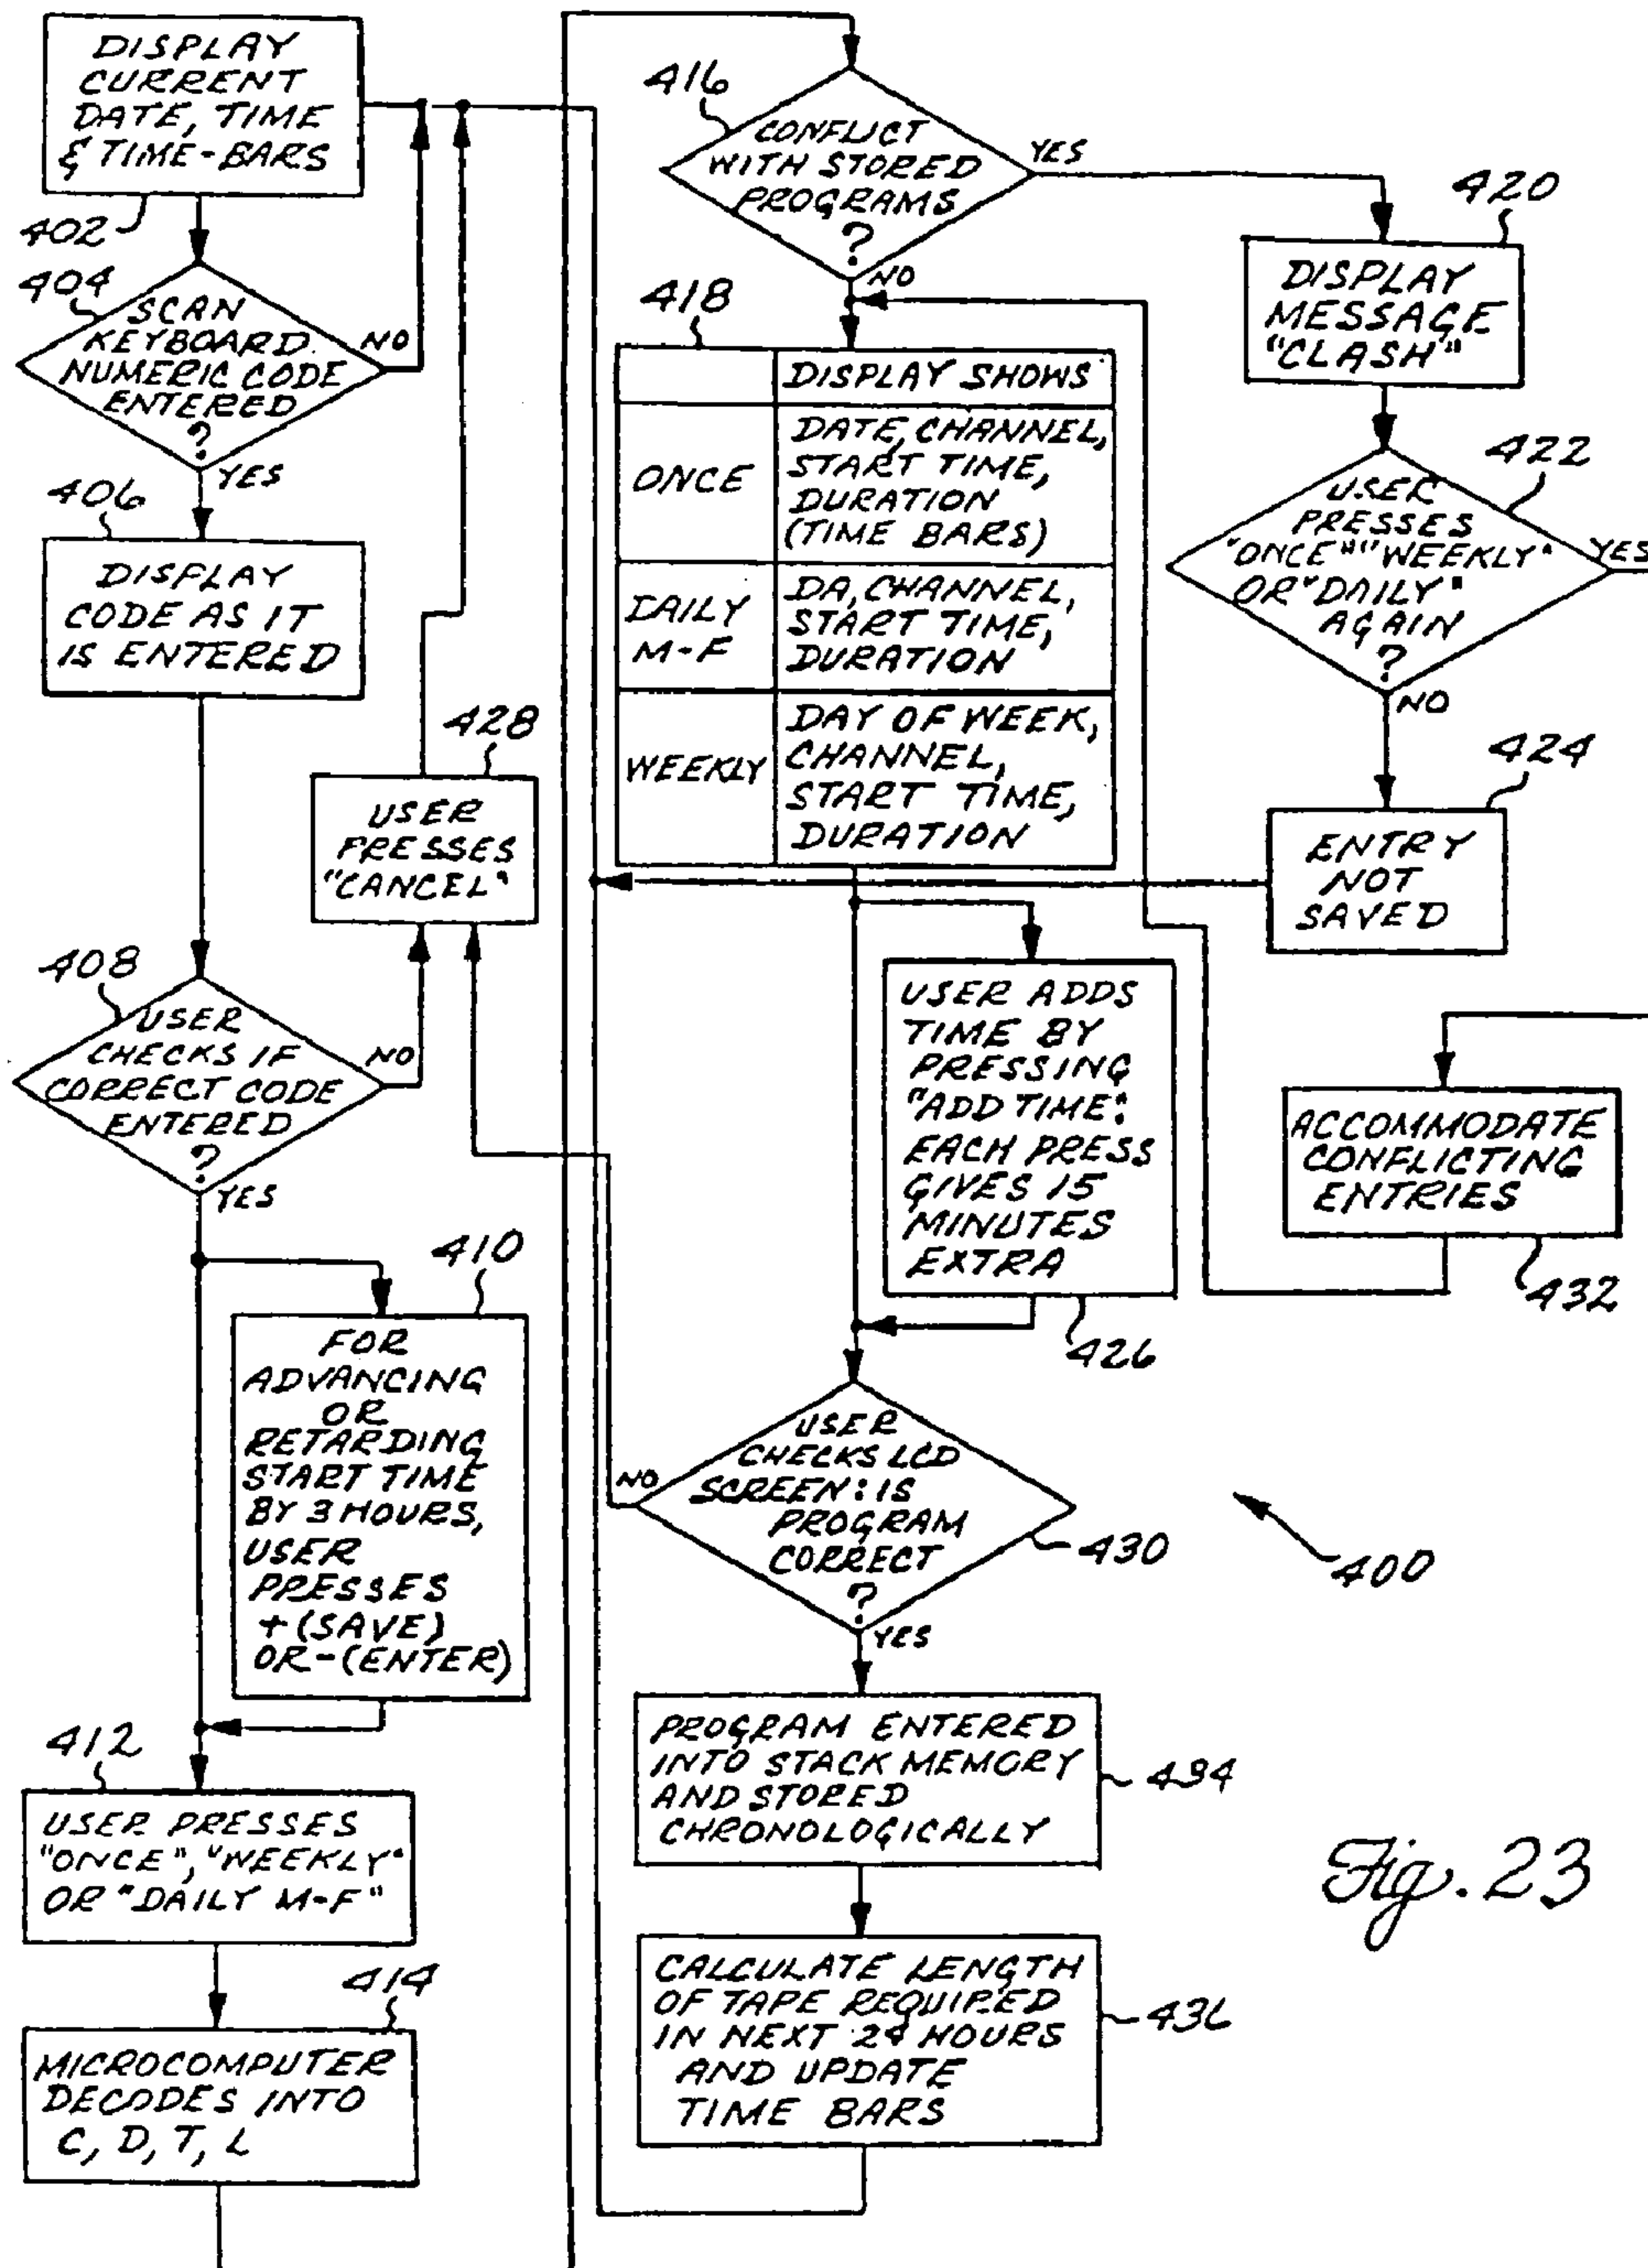 DISPLAY
CURRENT
DATE, TIME
& TIME-BARS
402
404
SCAN
KEYBOARD.
NUMERIC CODE
ENTERED
?
NO
YES
406
DISPLAY
CODE AS IT
IS ENTERED
428
USER
PRESSES
"CANCEL"
408
USER
CHECKS IF
CORRECT CODE
ENTERED
?
NO
YES
410
FOR
ADVANCING
OR
RETARDING
START TIME
BY 3 HOURS,
USER
PRESSES
+ (SAVE)
OR - (ENTER)
412
USER PRESSES
"ONCE", "WEEKLY"
OR "DAILY M-F"
414
MICROCOMPUTER
DECODES INTO
C, D, T, L
416
CONFLICT
WITH STORED
PROGRAMS
?
YES
NO
418
DISPLAY SHOWS
ONCE
DATE, CHANNEL,
START TIME,
DURATION
(TIME BARS)
DAILY
M-F
DA, CHANNEL,
START TIME,
DURATION
WEEKLY
DAY OF WEEK,
CHANNEL,
START TIME,
DURATION
USER ADDS
TIME BY
PRESSING
"ADD TIME":
EACH PRESS
GIVES 15
MINUTES
EXTRA
426
USER
CHECKS LCD
SCREEN: IS
PROGRAM
CORRECT
?
NO
430
YES
PROGRAM ENTERED
INTO STACK MEMORY
AND STORED
CHRONOLOGICALLY
434
CALCULATE LENGTH
OF TAPE REQUIRED
IN NEXT 24 HOURS
AND UPDATE
TIME BARS
436
420
DISPLAY
MESSAGE
"CLASH"
422
USER
PRESSES
"ONCE" "WEEKLY"
OR "DAILY"
AGAIN
?
YES
NO
424
ENTRY
NOT
SAVED
ACCOMMODATE
CONFLICTING
ENTRIES
432
400
Fig. 23